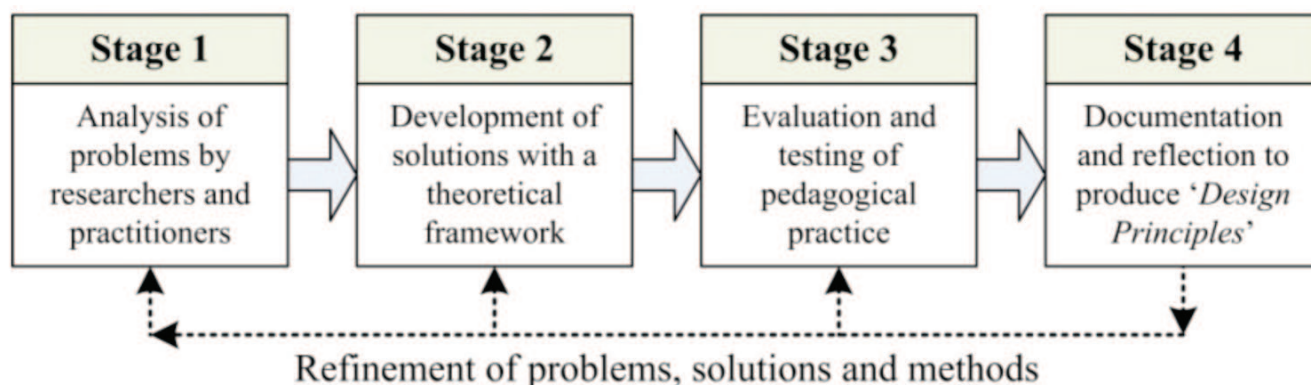 Stage 1
Analysis of
problems by
researchers and
practitioners
Stage 2
Development of
solutions with a
theoretical
framework
Stage 3
Evaluation and
testing of
pedagogical
practice
Stage 4
Documentation
and reflection to
produce ‘Design
Principles’
Refinement of problems, solutions and methods